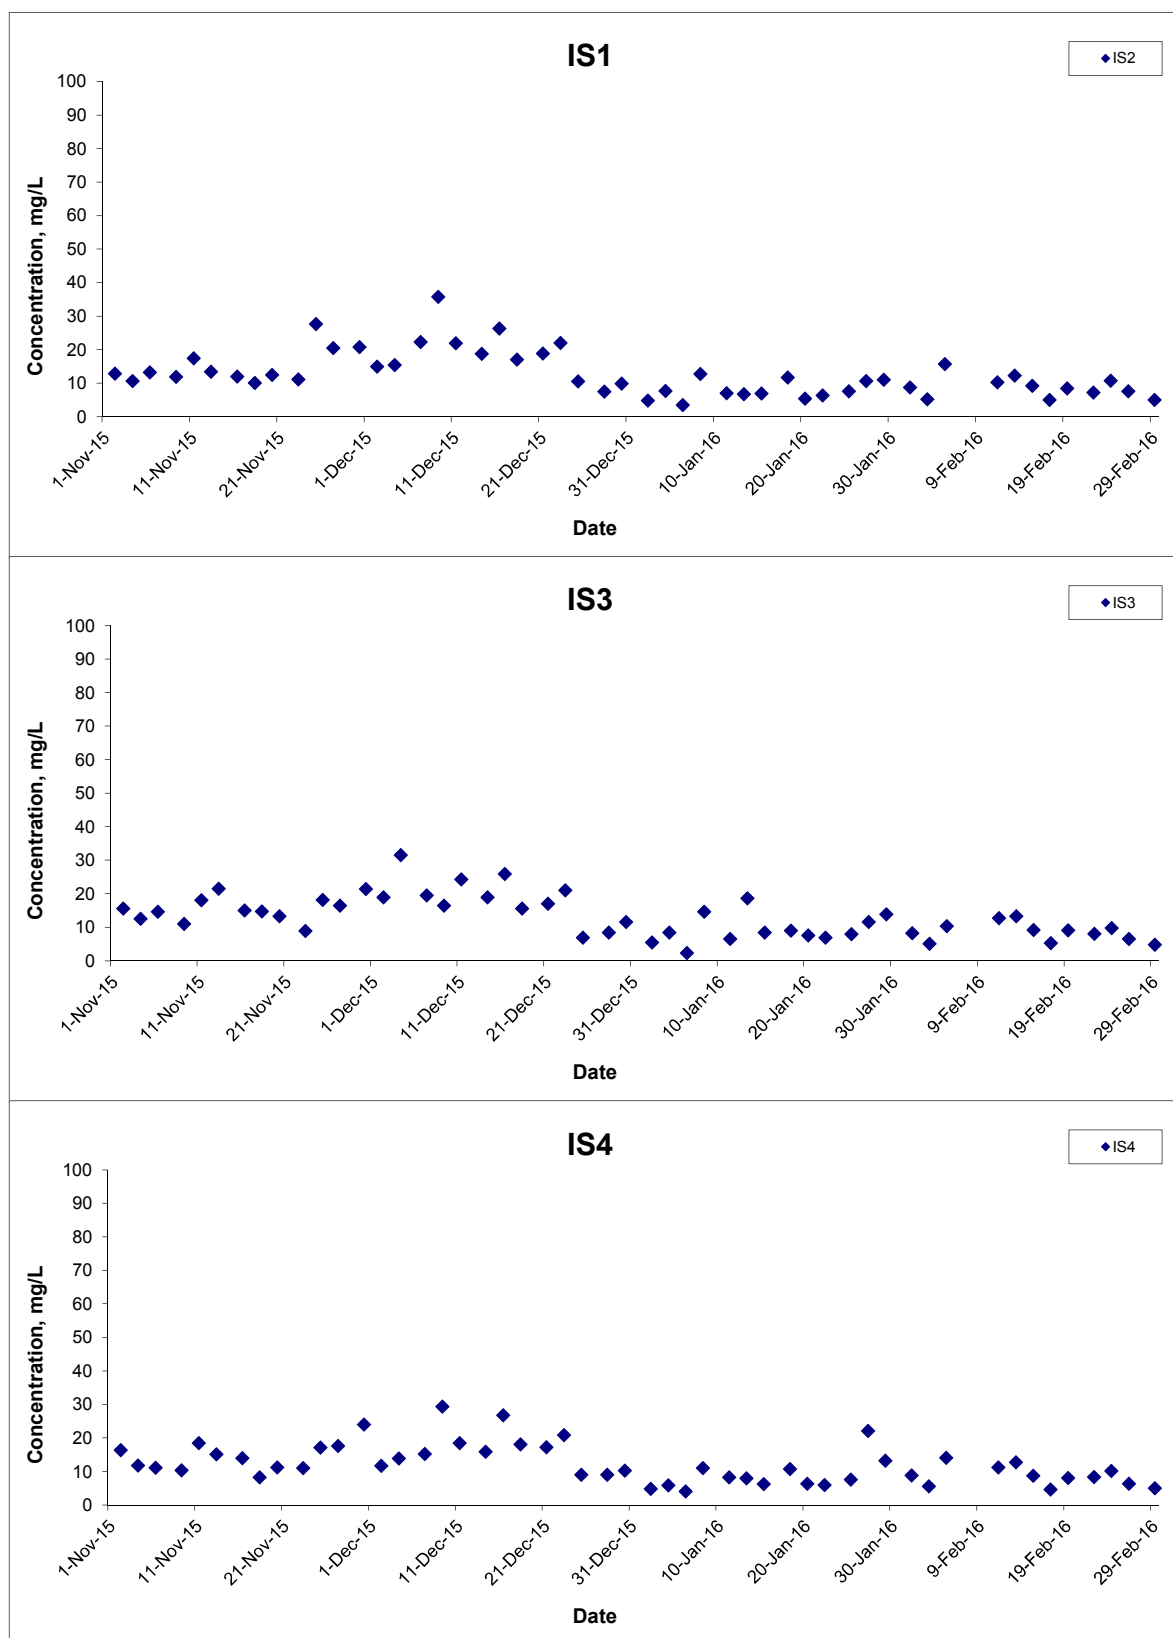 IS1
IS2
Concentration, mg/L
100
90
80
70
60
50
40
30
20
10
0
1-Nov-15
11-Nov-15
21-Nov-15
1-Dec-15
11-Dec-15
21-Dec-15
31-Dec-15
10-Jan-16
20-Jan-16
30-Jan-16
9-Feb-16
19-Feb-16
29-Feb-16
Date
IS3
IS3
Concentration, mg/L
100
90
80
70
60
50
40
30
20
10
0
1-Nov-15
11-Nov-15
21-Nov-15
1-Dec-15
11-Dec-15
21-Dec-15
31-Dec-15
10-Jan-16
20-Jan-16
30-Jan-16
9-Feb-16
19-Feb-16
29-Feb-16
Date
IS4
IS4
Concentration, mg/L
100
90
80
70
60
50
40
30
20
10
0
1-Nov-15
11-Nov-15
21-Nov-15
1-Dec-15
11-Dec-15
21-Dec-15
31-Dec-15
10-Jan-16
20-Jan-16
30-Jan-16
9-Feb-16
19-Feb-16
29-Feb-16
Date